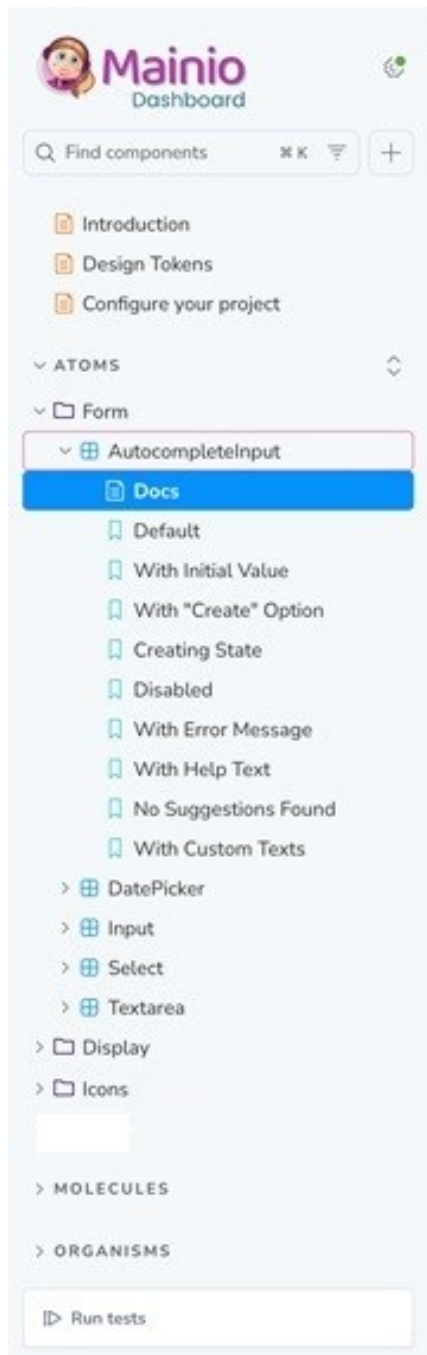 Mainio
Dashboard
Find components ⌘ K
Introduction
Design Tokens
Configure your project
ATOMS
Form
AutocompleteInput
Docs
Default
With Initial Value
With "Create" Option
Creating State
Disabled
With Error Message
With Help Text
No Suggestions Found
With Custom Texts
DatePicker
Input
Select
Textarea
Display
Icons
MOLECULES
ORGANISMS
Run tests